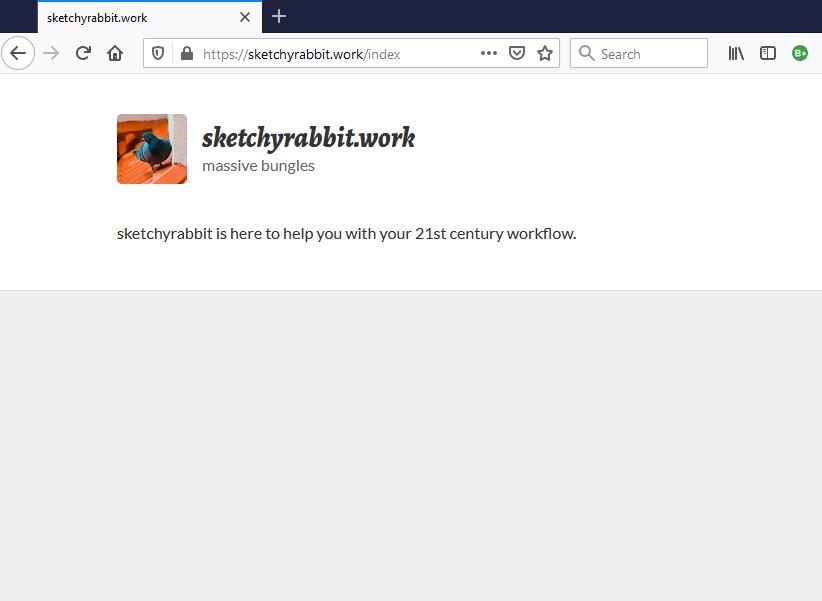 sketchyrabbit.work
https://sketchyrabbit.work/index
Search
B+
sketchyrabbit.work
massive bungles
sketchyrabbit is here to help you with your 21st century workflow.